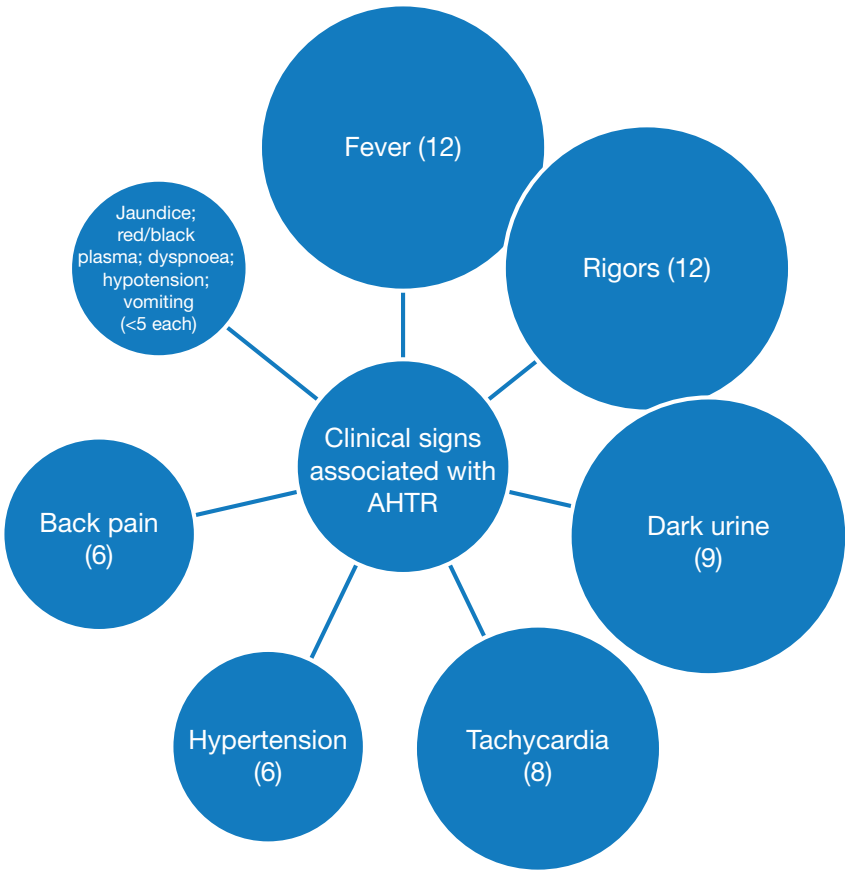 Fever (12)
Rigors (12)
Jaundice;
red/black
plasma; dyspnoea;
hypotension;
vomiting
(<5 each)
Clinical signs
associated with
AHTR
Back pain
(6)
Dark urine
(9)
Hypertension
(6)
Tachycardia
(8)